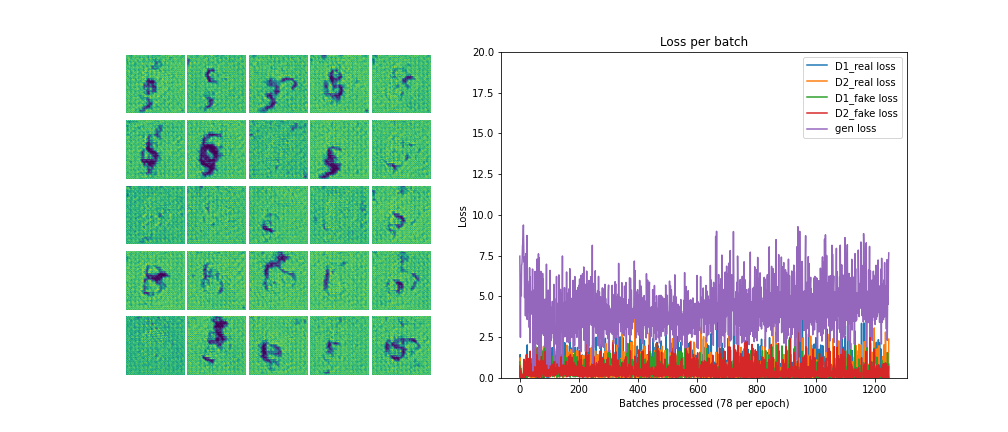 Loss per batch
20.0
17.5
15.0
12.5
10.0
7.5
5.0
2.5
0.0
Loss
D1_real loss
D2_real loss
D1_fake loss
D2_fake loss
gen loss
0 200 400 600 800 1000 1200
Batches processed (78 per epoch)